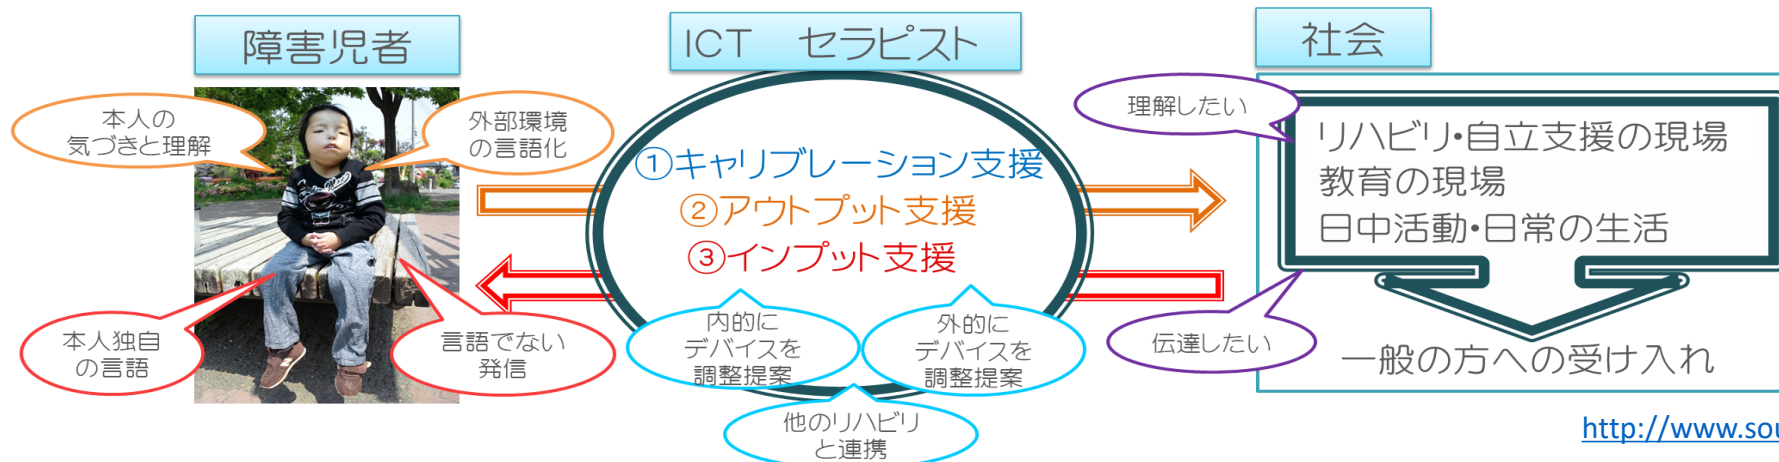 障害児者
本人の
気づきと理解
外部環境
の言語化
本人独自
の言語
言語でない
発信
ICT　セラピスト
①キャリブレーション支援
②アウトプット支援
③インプット支援
内的に
デバイスを
調整提案
外的に
デバイスを
調整提案
他のリハビリ
と連携
社会
理解したい
伝達したい
リハビリ・自立支援の現場
教育の現場
日中活動・日常の生活
一般の方への受け入れ
http://www.sou